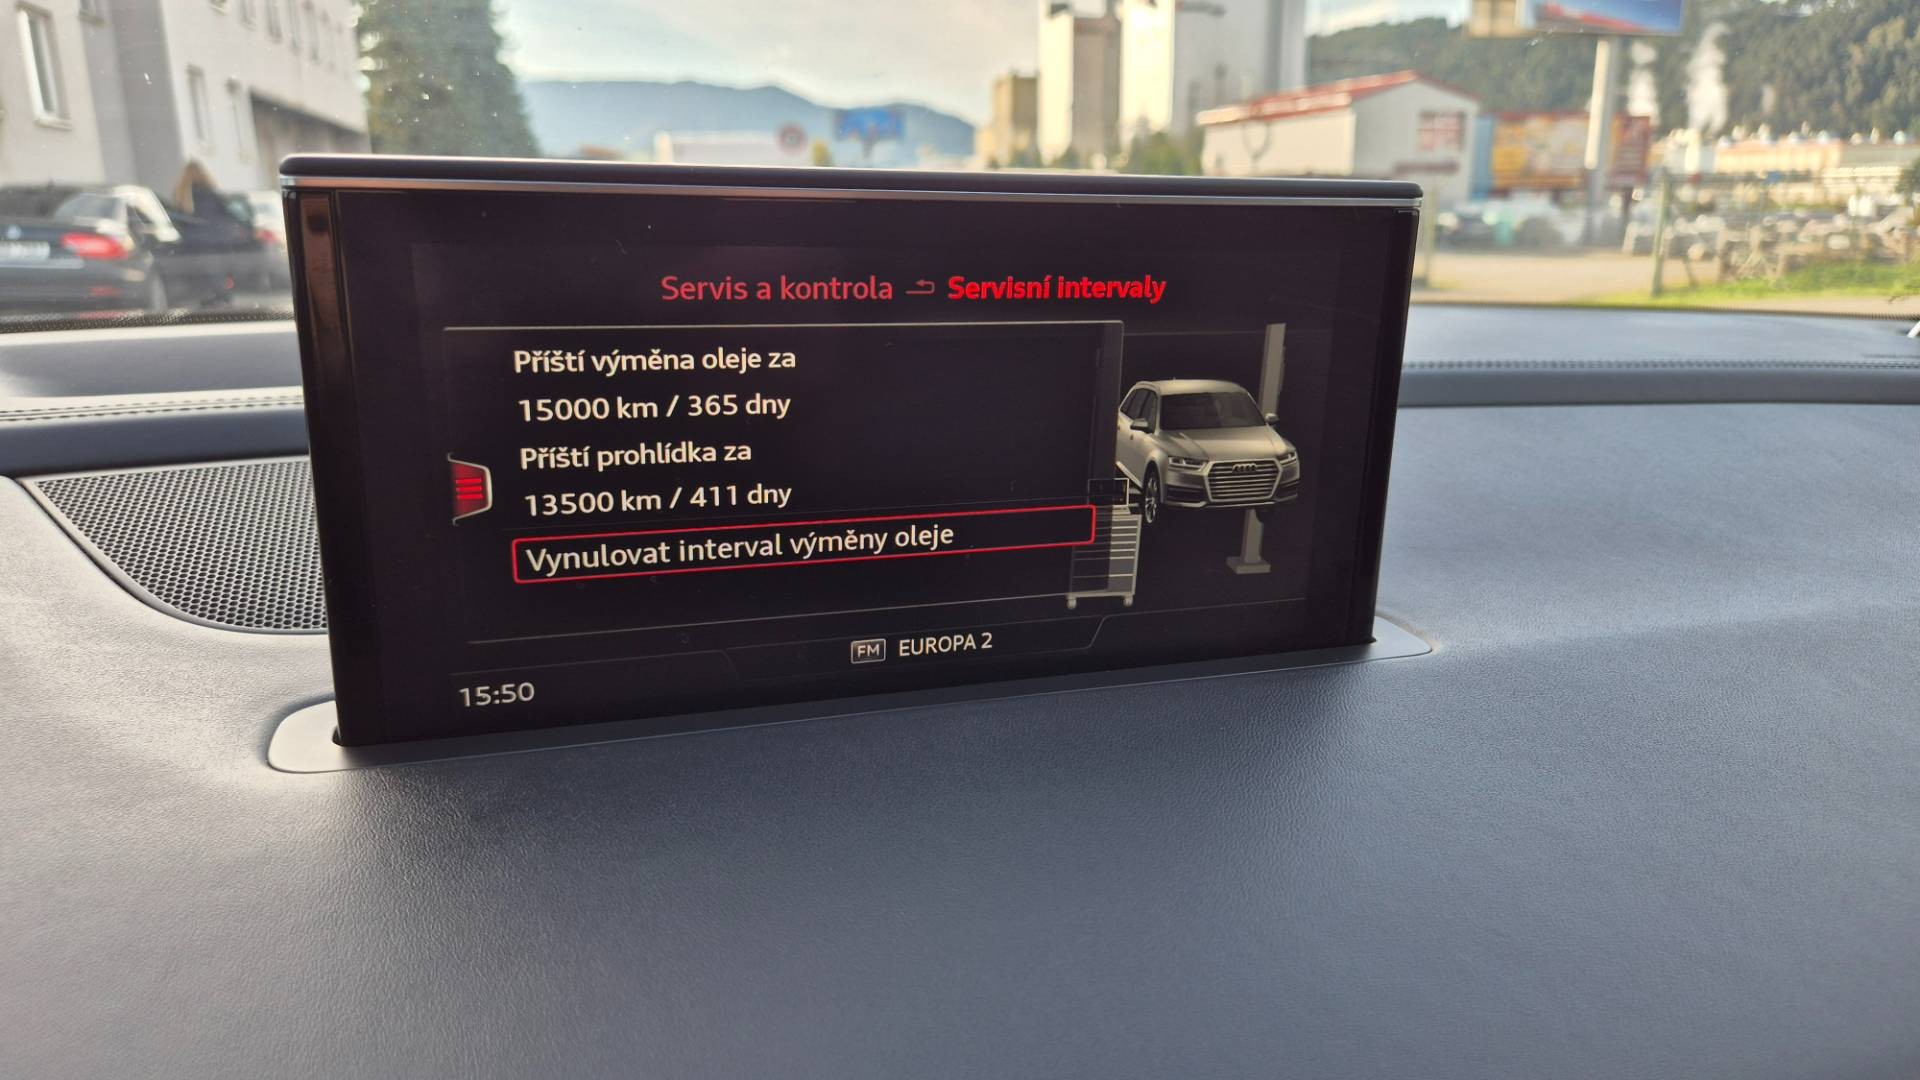 Servis a kontrola Servisní intervaly
Příští výměna oleje za
15000 km / 365 dny
Příští prohlídka za
13500 km / 411 dny
Vynulovat interval výměny oleje
FM EUROPA 2
15:50